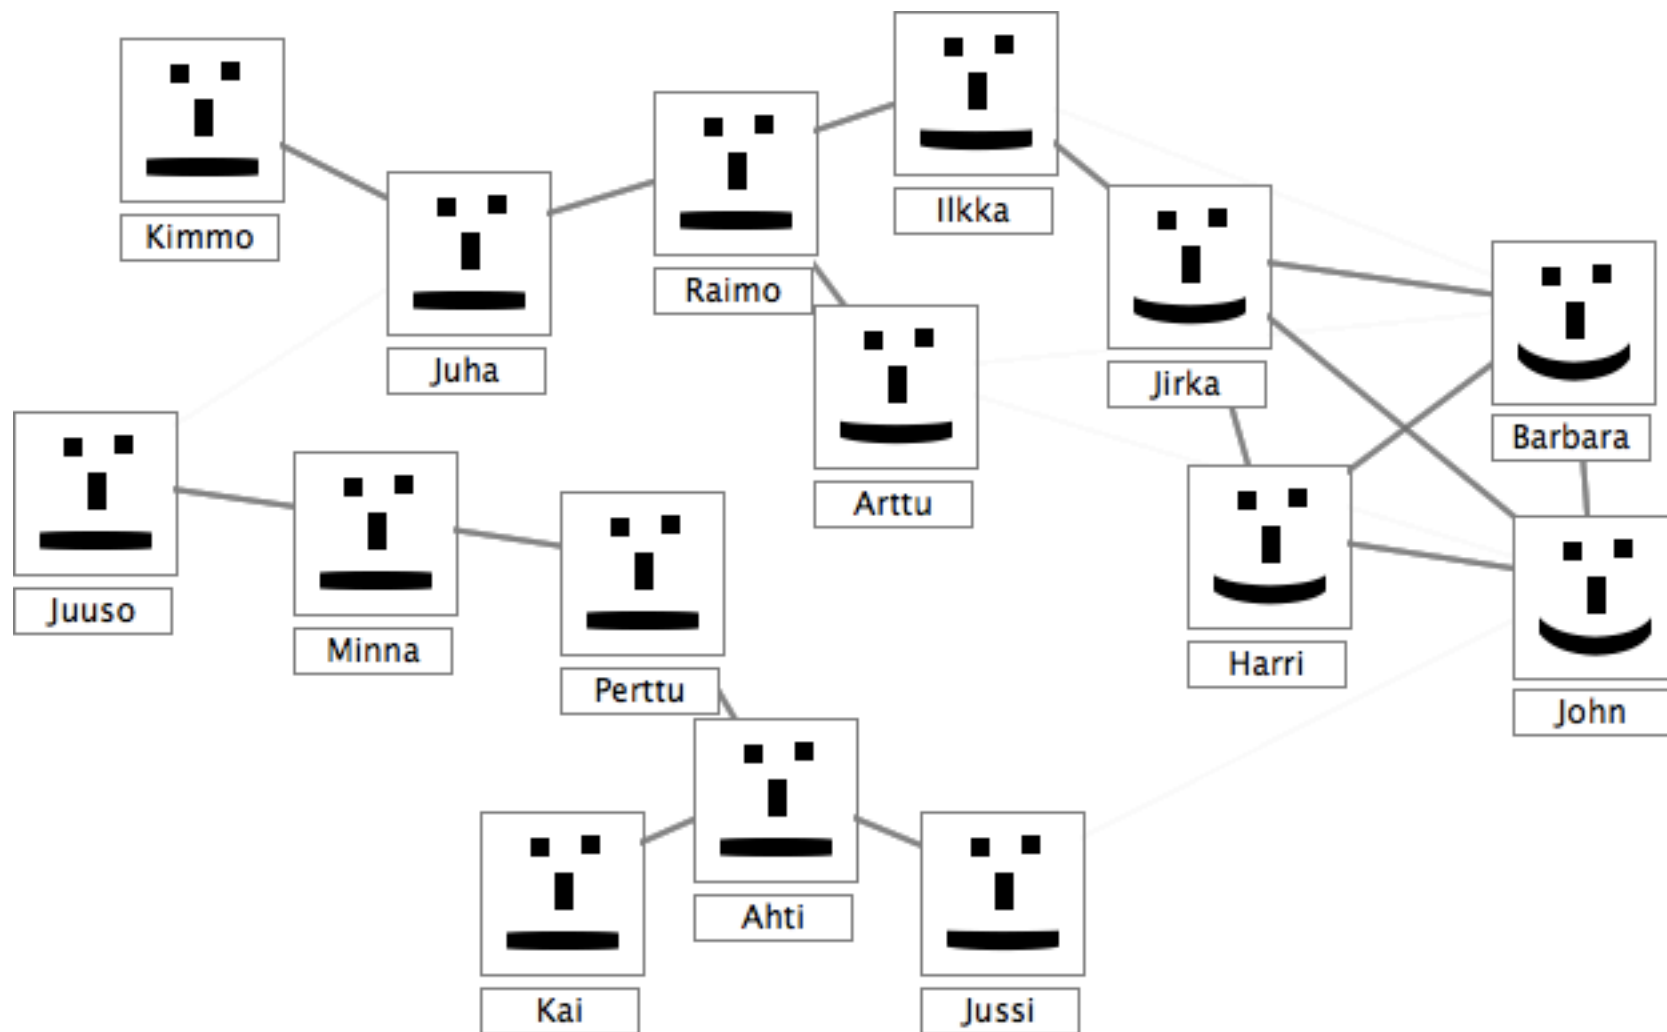 Kimmo
Juha
Raimo
Ilkka
Jirka
Barbara
Arttu
Juuso
Minna
Perttu
Harri
John
Ahti
Kai
Jussi